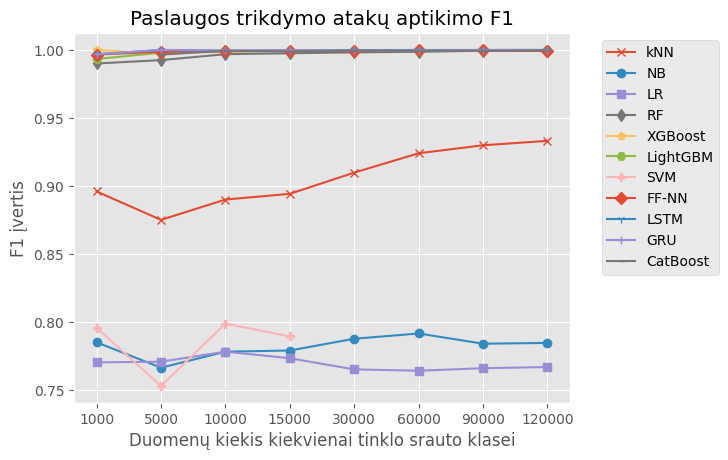 Paslaugos trikdymo atakų aptikimo F1
1.00
0.95
0.90
0.85
0.80
0.75
F1 įvertis
1000 5000 10000 15000 30000 60000 90000 120000
Duomenų kiekis kiekvienai tinklo srauto klasei
kNN
NB
LR
RF
XGBoost
LightGBM
SVM
FF-NN
LSTM
GRU
CatBoost